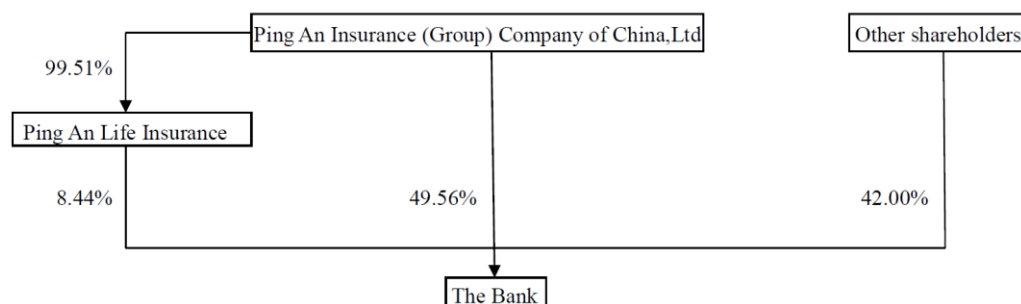 Ping An Insurance (Group) Company of China,Ltd
Other shareholders
99.51%
Ping An Life Insurance
8.44%
49.56%
42.00%
The Bank